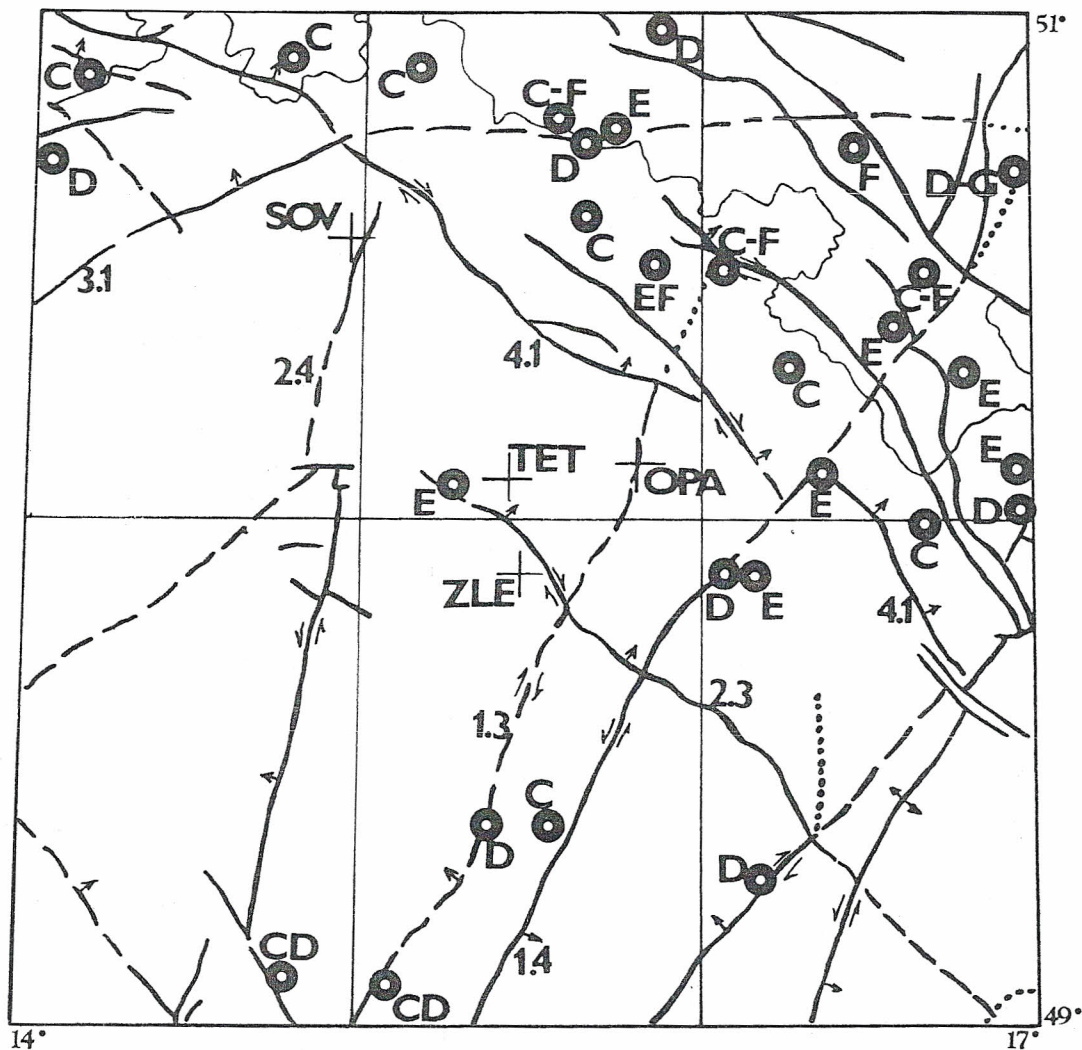 51°
C
C
C
D
C-F
E
D
F
D-G
D
SOV
C
C-F
EF
C-F
3.1
2.4
4.1
E
C
E
TET
OPA
E
E
E
D
C
ZLE
D
E
4.1
2.3
1.3
C
D
D
CD
1.4
CD
49°
14°
17°